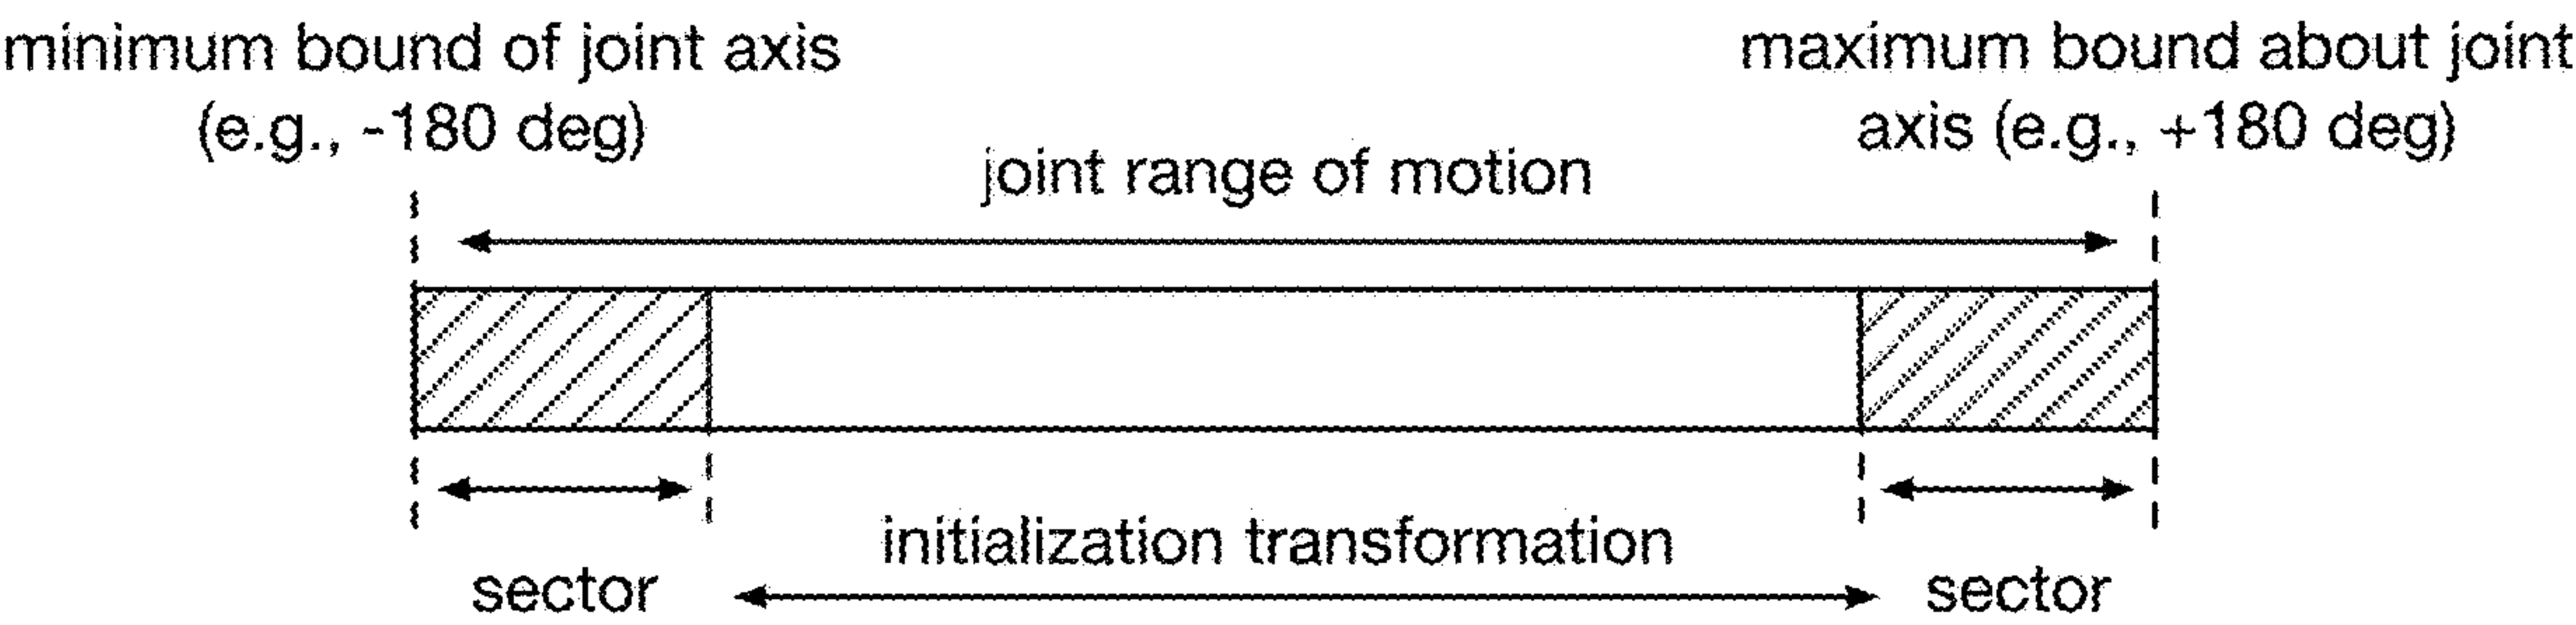 minimum bound of joint axis
(e.g., -180 deg)
maximum bound about joint
axis (e.g., +180 deg)
joint range of motion
initialization transformation
sector
sector